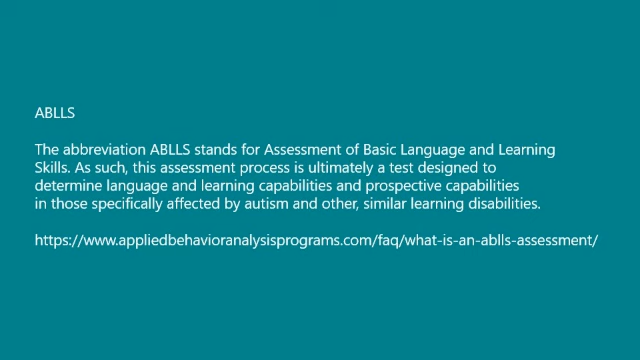 ABLLS
The abbreviation ABLLS stands for Assessment of Basic Language and Learning
Skills. As such, this assessment process is ultimately a test designed to
determine language and learning capabilities and prospective capabilities
in those specifically affected by autism and other, similar learning disabilities.
https://www.appliedbehavioranalysisprograms.com/faq/what-is-an-ablls-assessment/